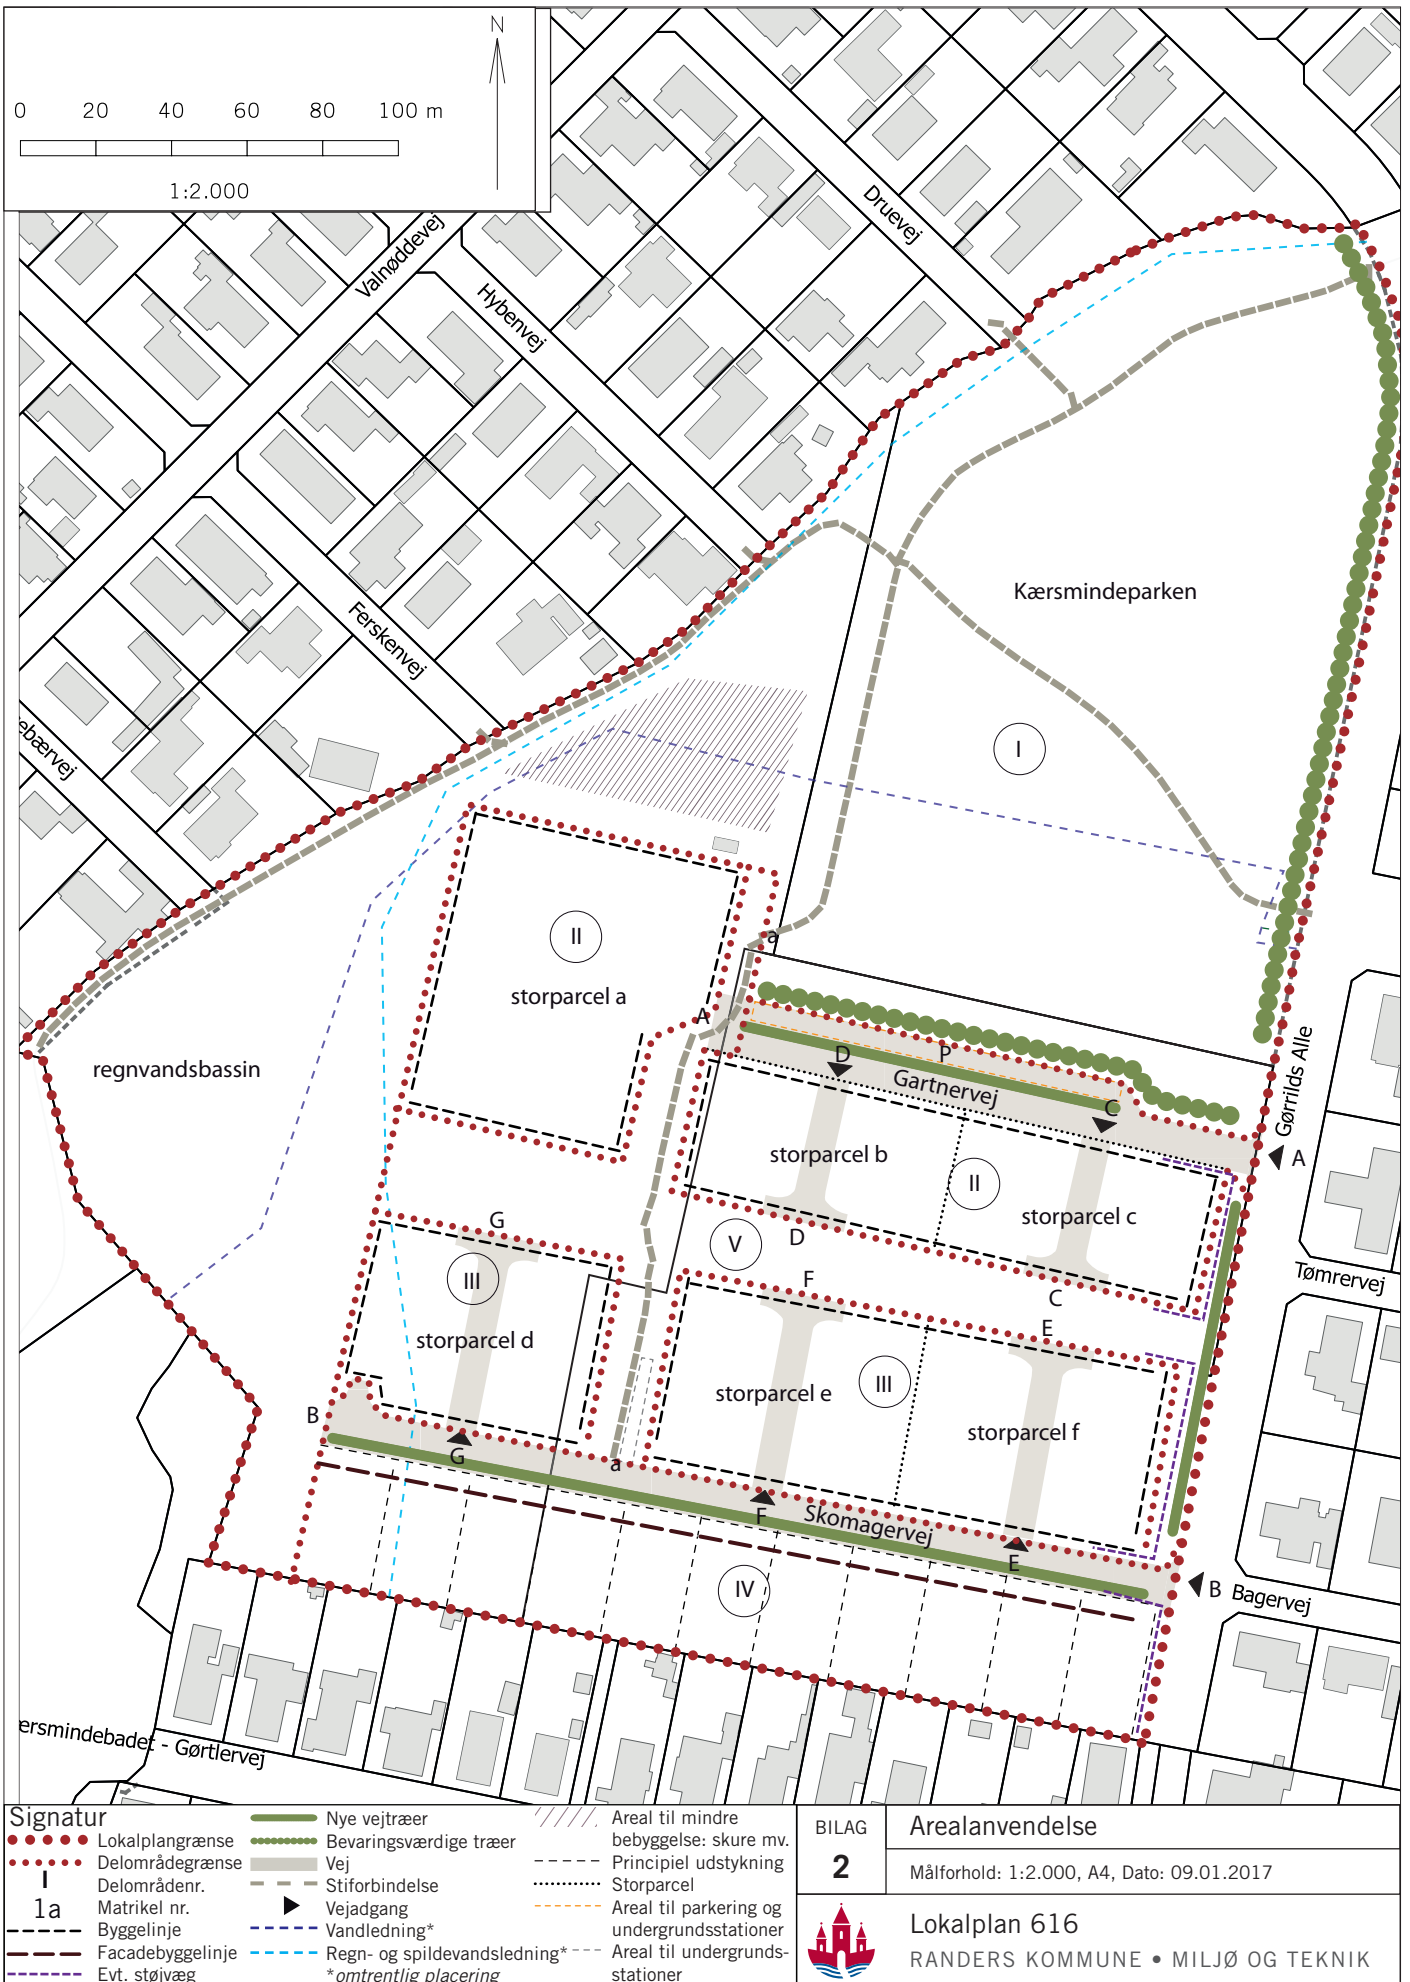 N
0 20 40 60 80 100 m
1:2.000
Druevej
Valnøddevej
Hybenvej
Ferskenvej
ebærvej
Kærsmindeparken
I
II
storparcel a
a
A
regnvandsbassin
D
P
Gartnervej
C
Gørrilds Alle
A
storparcel b
II
storparcel c
G
V
D
F
C
E
Tømrervej
III
storparcel d
storparcel e
III
storparcel f
B
G
a
F
Skomagervej
E
IV
B
Bagervej
ersmindebadet - Gørtlervej
Signatur
Lokalplangrænse
Delområdegrænse
I Delområdenr.
1a Matrikel nr.
Byggelinje
Facadebyggelinje
Evt. støjvæg
Nye vejtræer
Bevaringsværdige træer
Vej
Stiforbindelse
Vejadgang
Vandledning*
Regn- og spildevandsledning*
*omtrentlig placering
Areal til mindre
bebyggelse: skure mv.
Principiel udstykning
Storparcel
Areal til parkering og
undergrundsstationer
Areal til undergrunds-
stationer
BILAG
2
Arealanvendelse
Målforhold: 1:2.000, A4, Dato: 09.01.2017
Lokalplan 616
RANDERS KOMMUNE • MILJØ OG TEKNIK